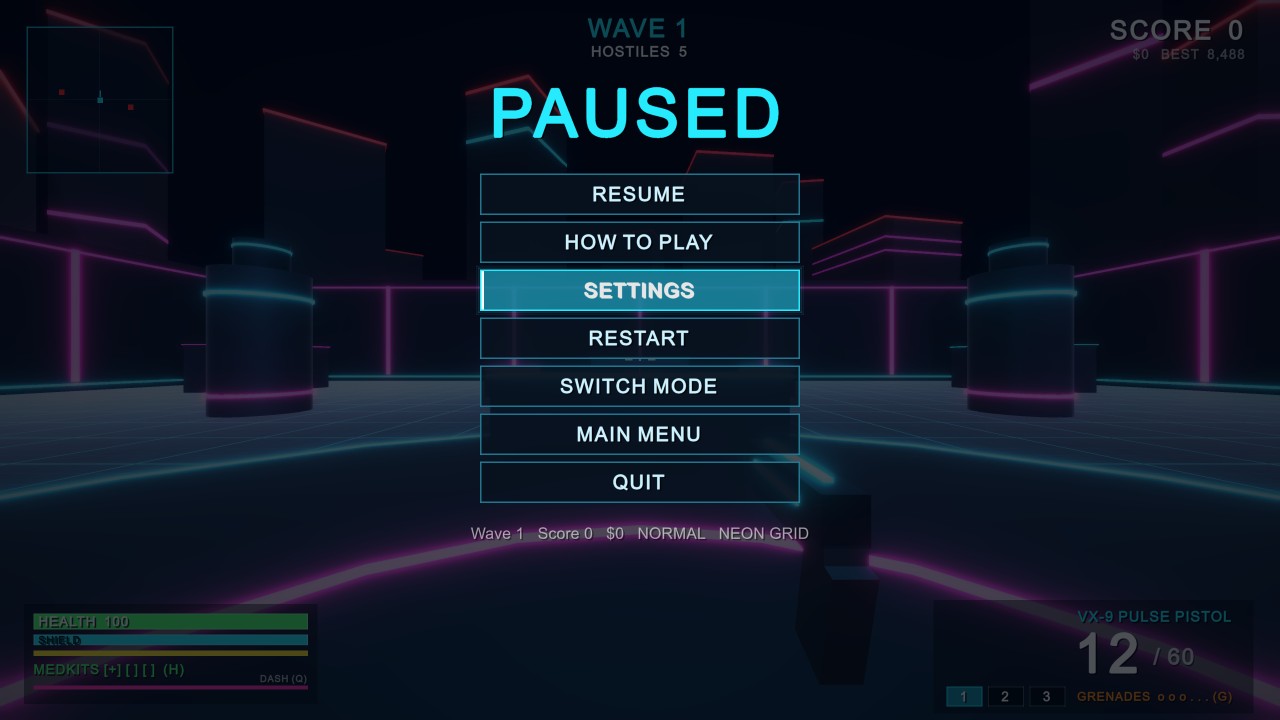 WAVE 1
HOSTILES 5
SCORE 0
$0 BEST 8,488
PAUSED
RESUME
HOW TO PLAY
SETTINGS
RESTART
SWITCH MODE
MAIN MENU
QUIT
Wave 1 Score 0 $0 NORMAL NEON GRID
HEALTH 100
SHIELD
MEDKITS [+] [ ] [ ] (H)
DASH (Q)
VX-9 PULSE PISTOL
12 / 60
1 2 3
GRENADES o o o . . . (G)